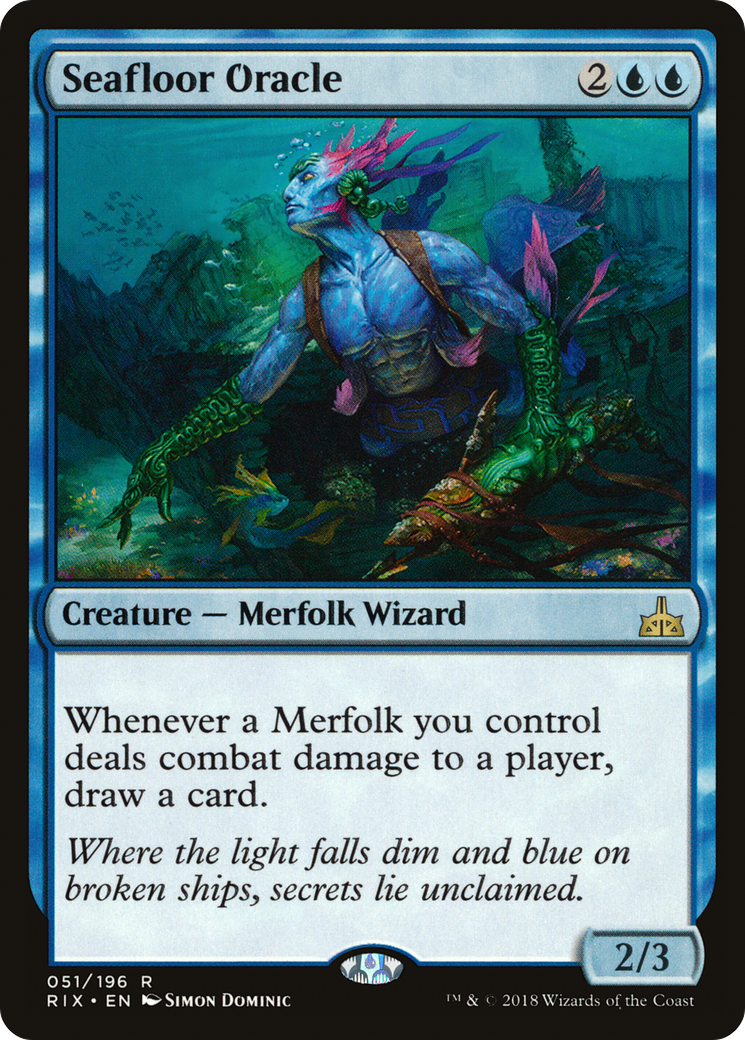 Seafloor Oracle 2
Creature — Merfolk Wizard
Whenever a Merfolk you control
deals combat damage to a player,
draw a card.
Where the light falls dim and blue on
broken ships, secrets lie unclaimed.
2/3
051/196 R
RIX • EN Simon Dominic
™ & © 2018 Wizards of the Coast